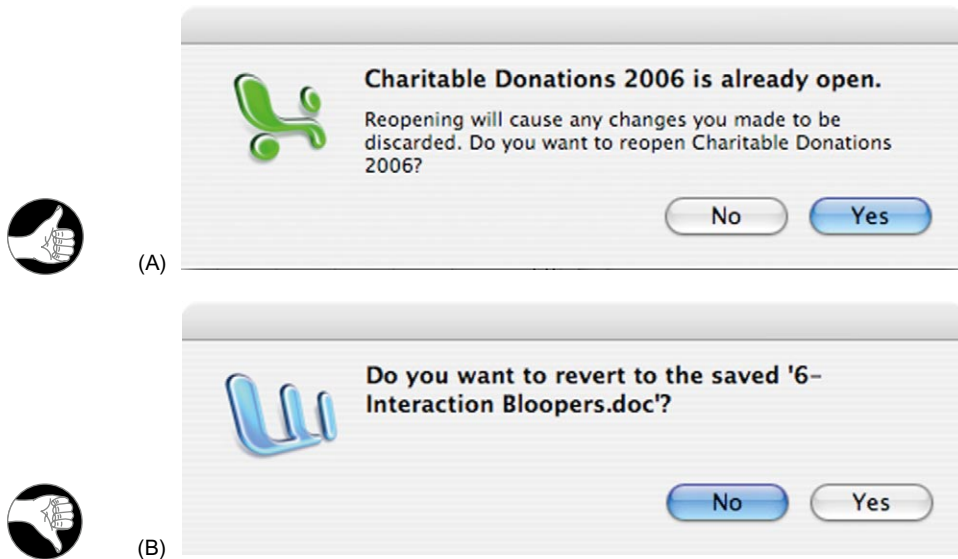 Charitable Donations 2006 is already open.
Reopening will cause any changes you made to be
discarded. Do you want to reopen Charitable Donations
2006?
No Yes
(A)
Do you want to revert to the saved '6-
Interaction Bloopers.doc'?
No Yes
(B)